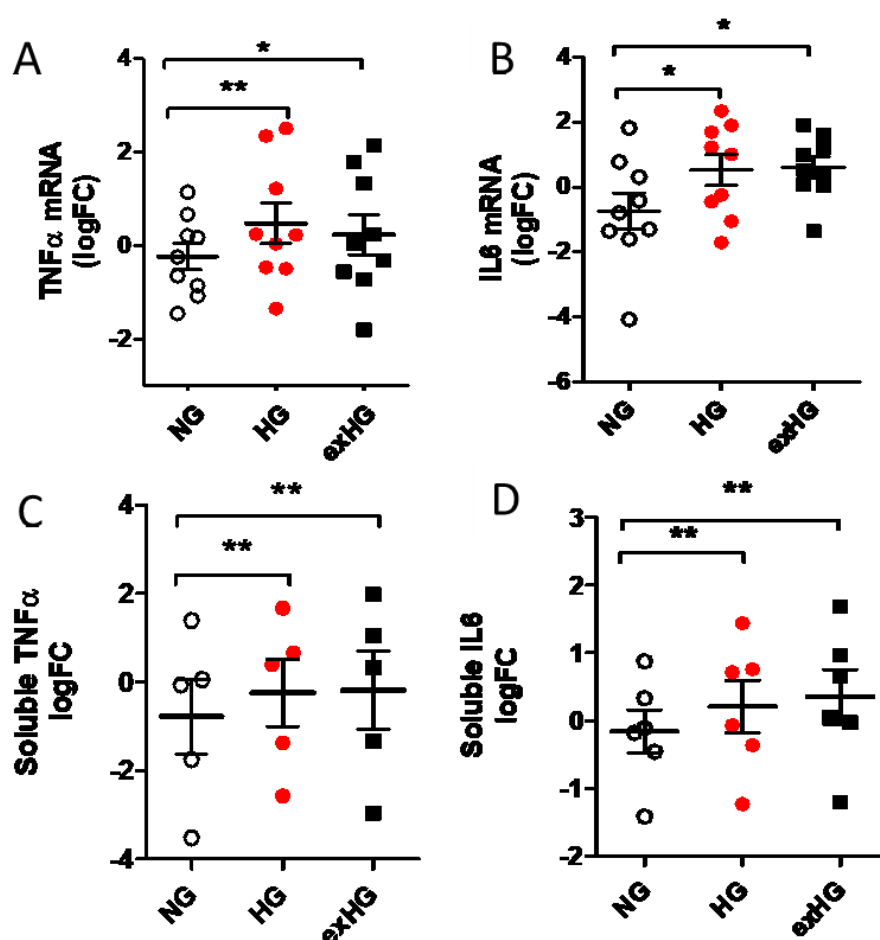 A
TNFα mRNA
(logFC)
4
2
0
-2
*
**
NG
HG
exHG
B
IL6 mRNA
(logFC)
4
2
0
-2
-4
-6
*
*
NG
HG
exHG
C
Soluble TNFα
logFC
4
2
0
-2
-4
**
**
NG
HG
exHG
D
Soluble IL6
logFC
3
2
1
0
-1
-2
**
**
NG
HG
exHG